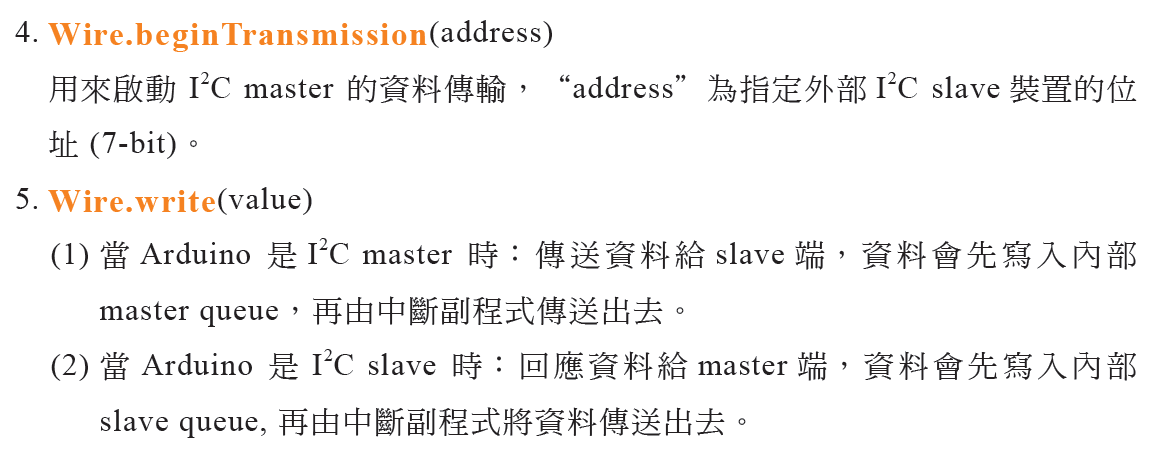 4. Wire.beginTransmission(address)
用來啟動 I²C master 的資料傳輸，“address”為指定外部 I²C slave 裝置的位
址 (7-bit)。
5. Wire.write(value)
(1) 當 Arduino 是 I²C master 時：傳送資料給 slave 端，資料會先寫入內部
master queue，再由中斷副程式傳送出去。
(2) 當 Arduino 是 I²C slave 時：回應資料給 master 端，資料會先寫入內部
slave queue, 再由中斷副程式將資料傳送出去。